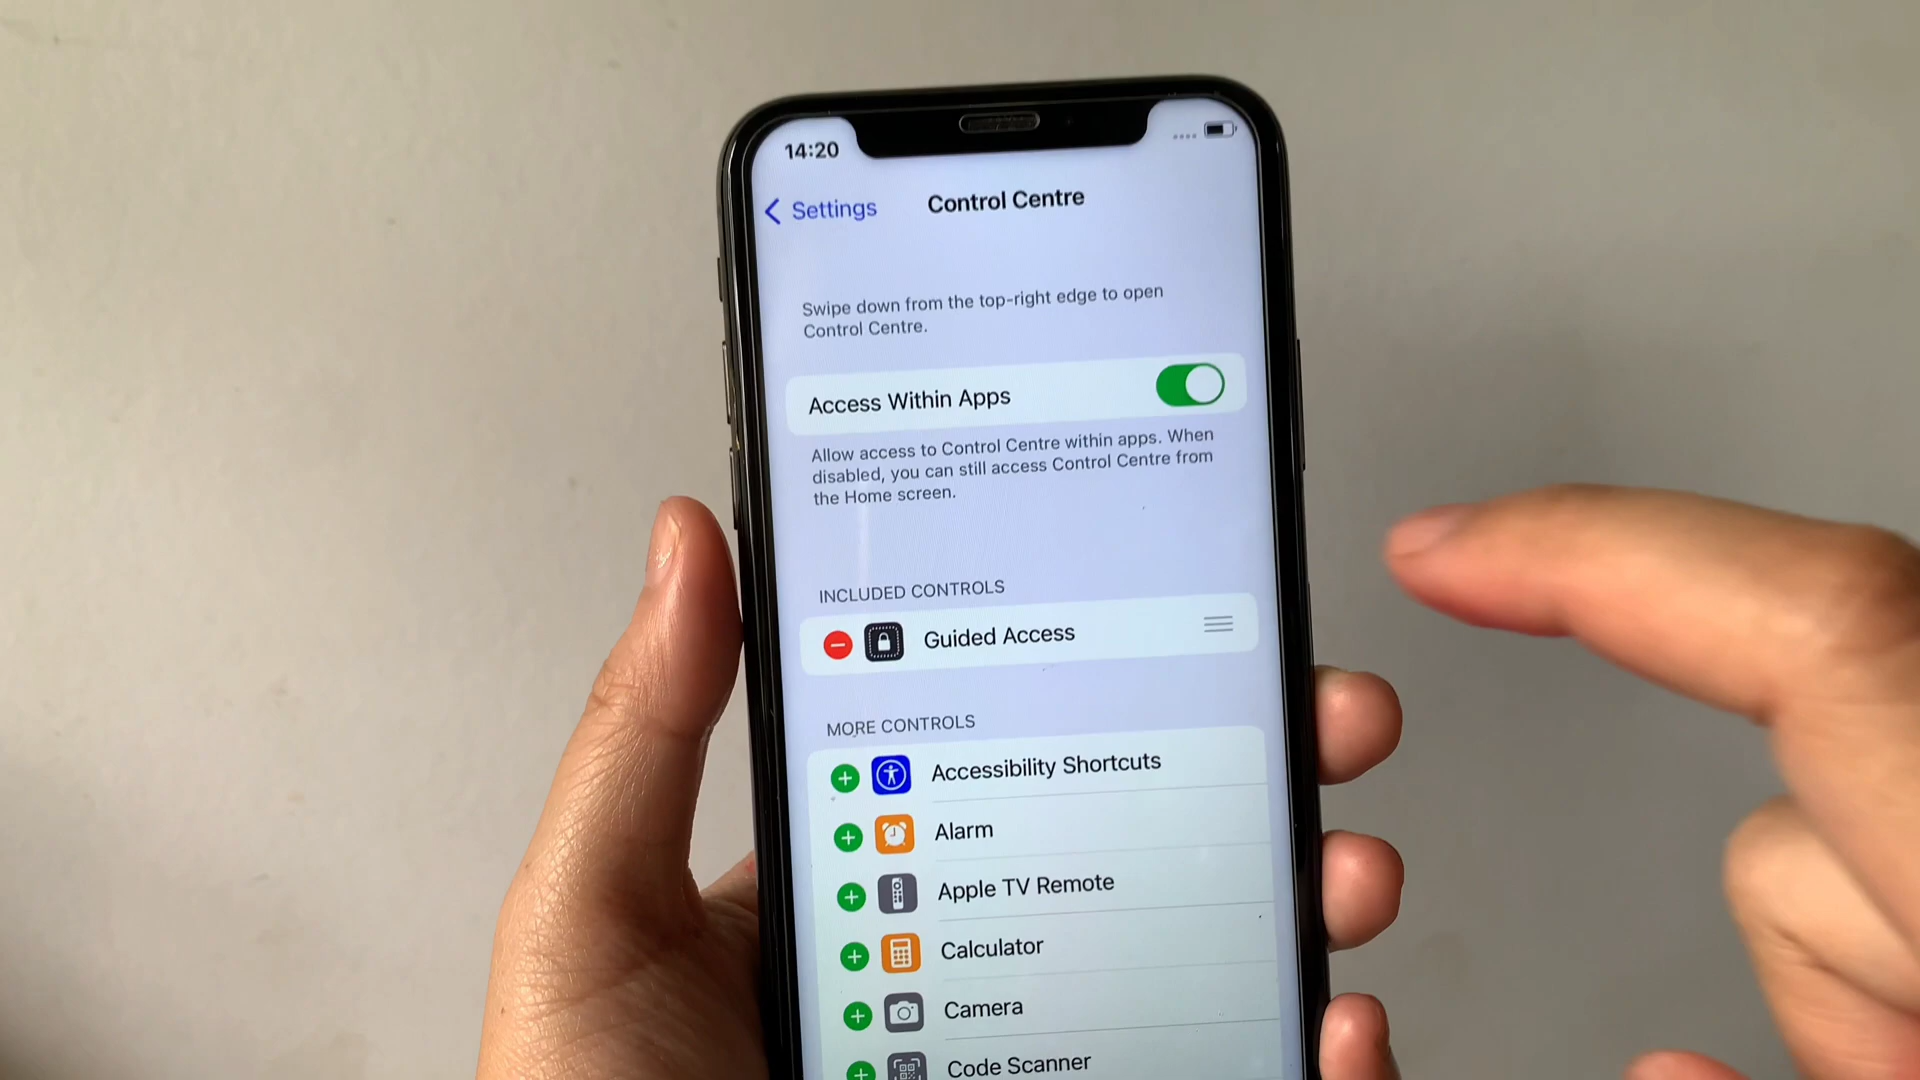 14:20
Settings
Control Centre
Swipe down from the top-right edge to open
Control Centre.
Access Within Apps
Allow access to Control Centre within apps. When
disabled, you can still access Control Centre from
the Home screen.
INCLUDED CONTROLS
Guided Access
MORE CONTROLS
Accessibility Shortcuts
Alarm
Apple TV Remote
Calculator
Camera
Code Scanner